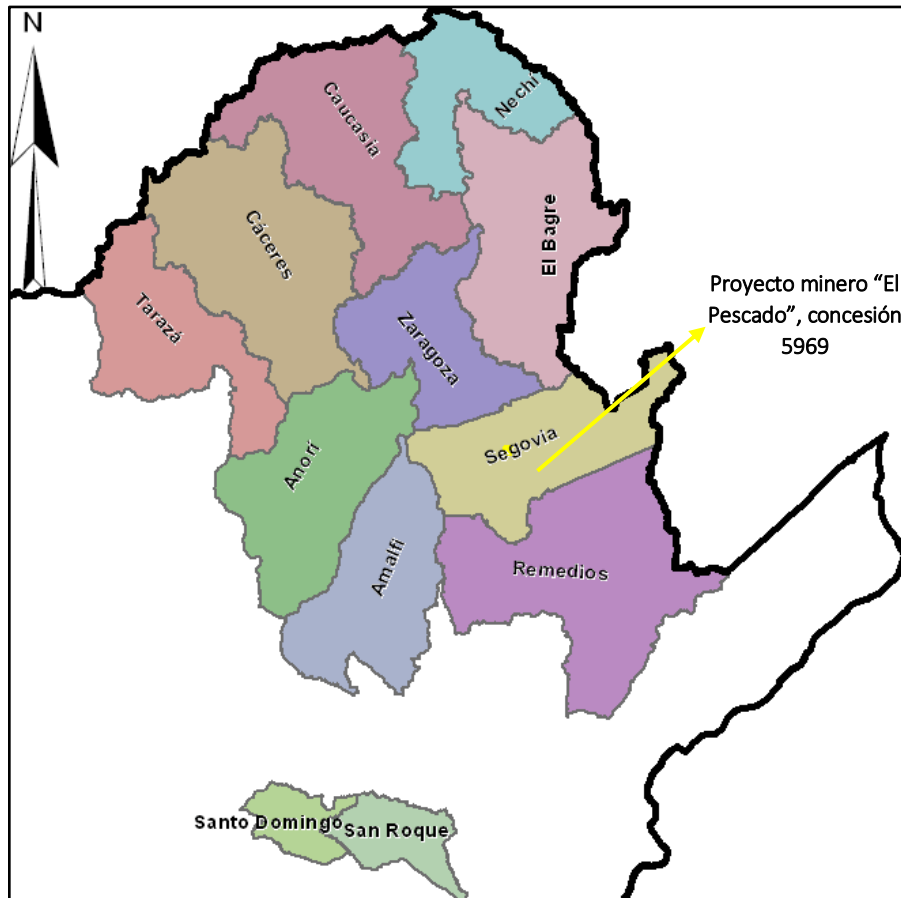 N
Nechí
Caucasia
El Bagre
Cáceres
Tarazá
Zaragoza
Proyecto minero “El
Pescado”, concesión
5969
Segovia
Anorí
Amalfi
Remedios
Santo Domingo
San Roque